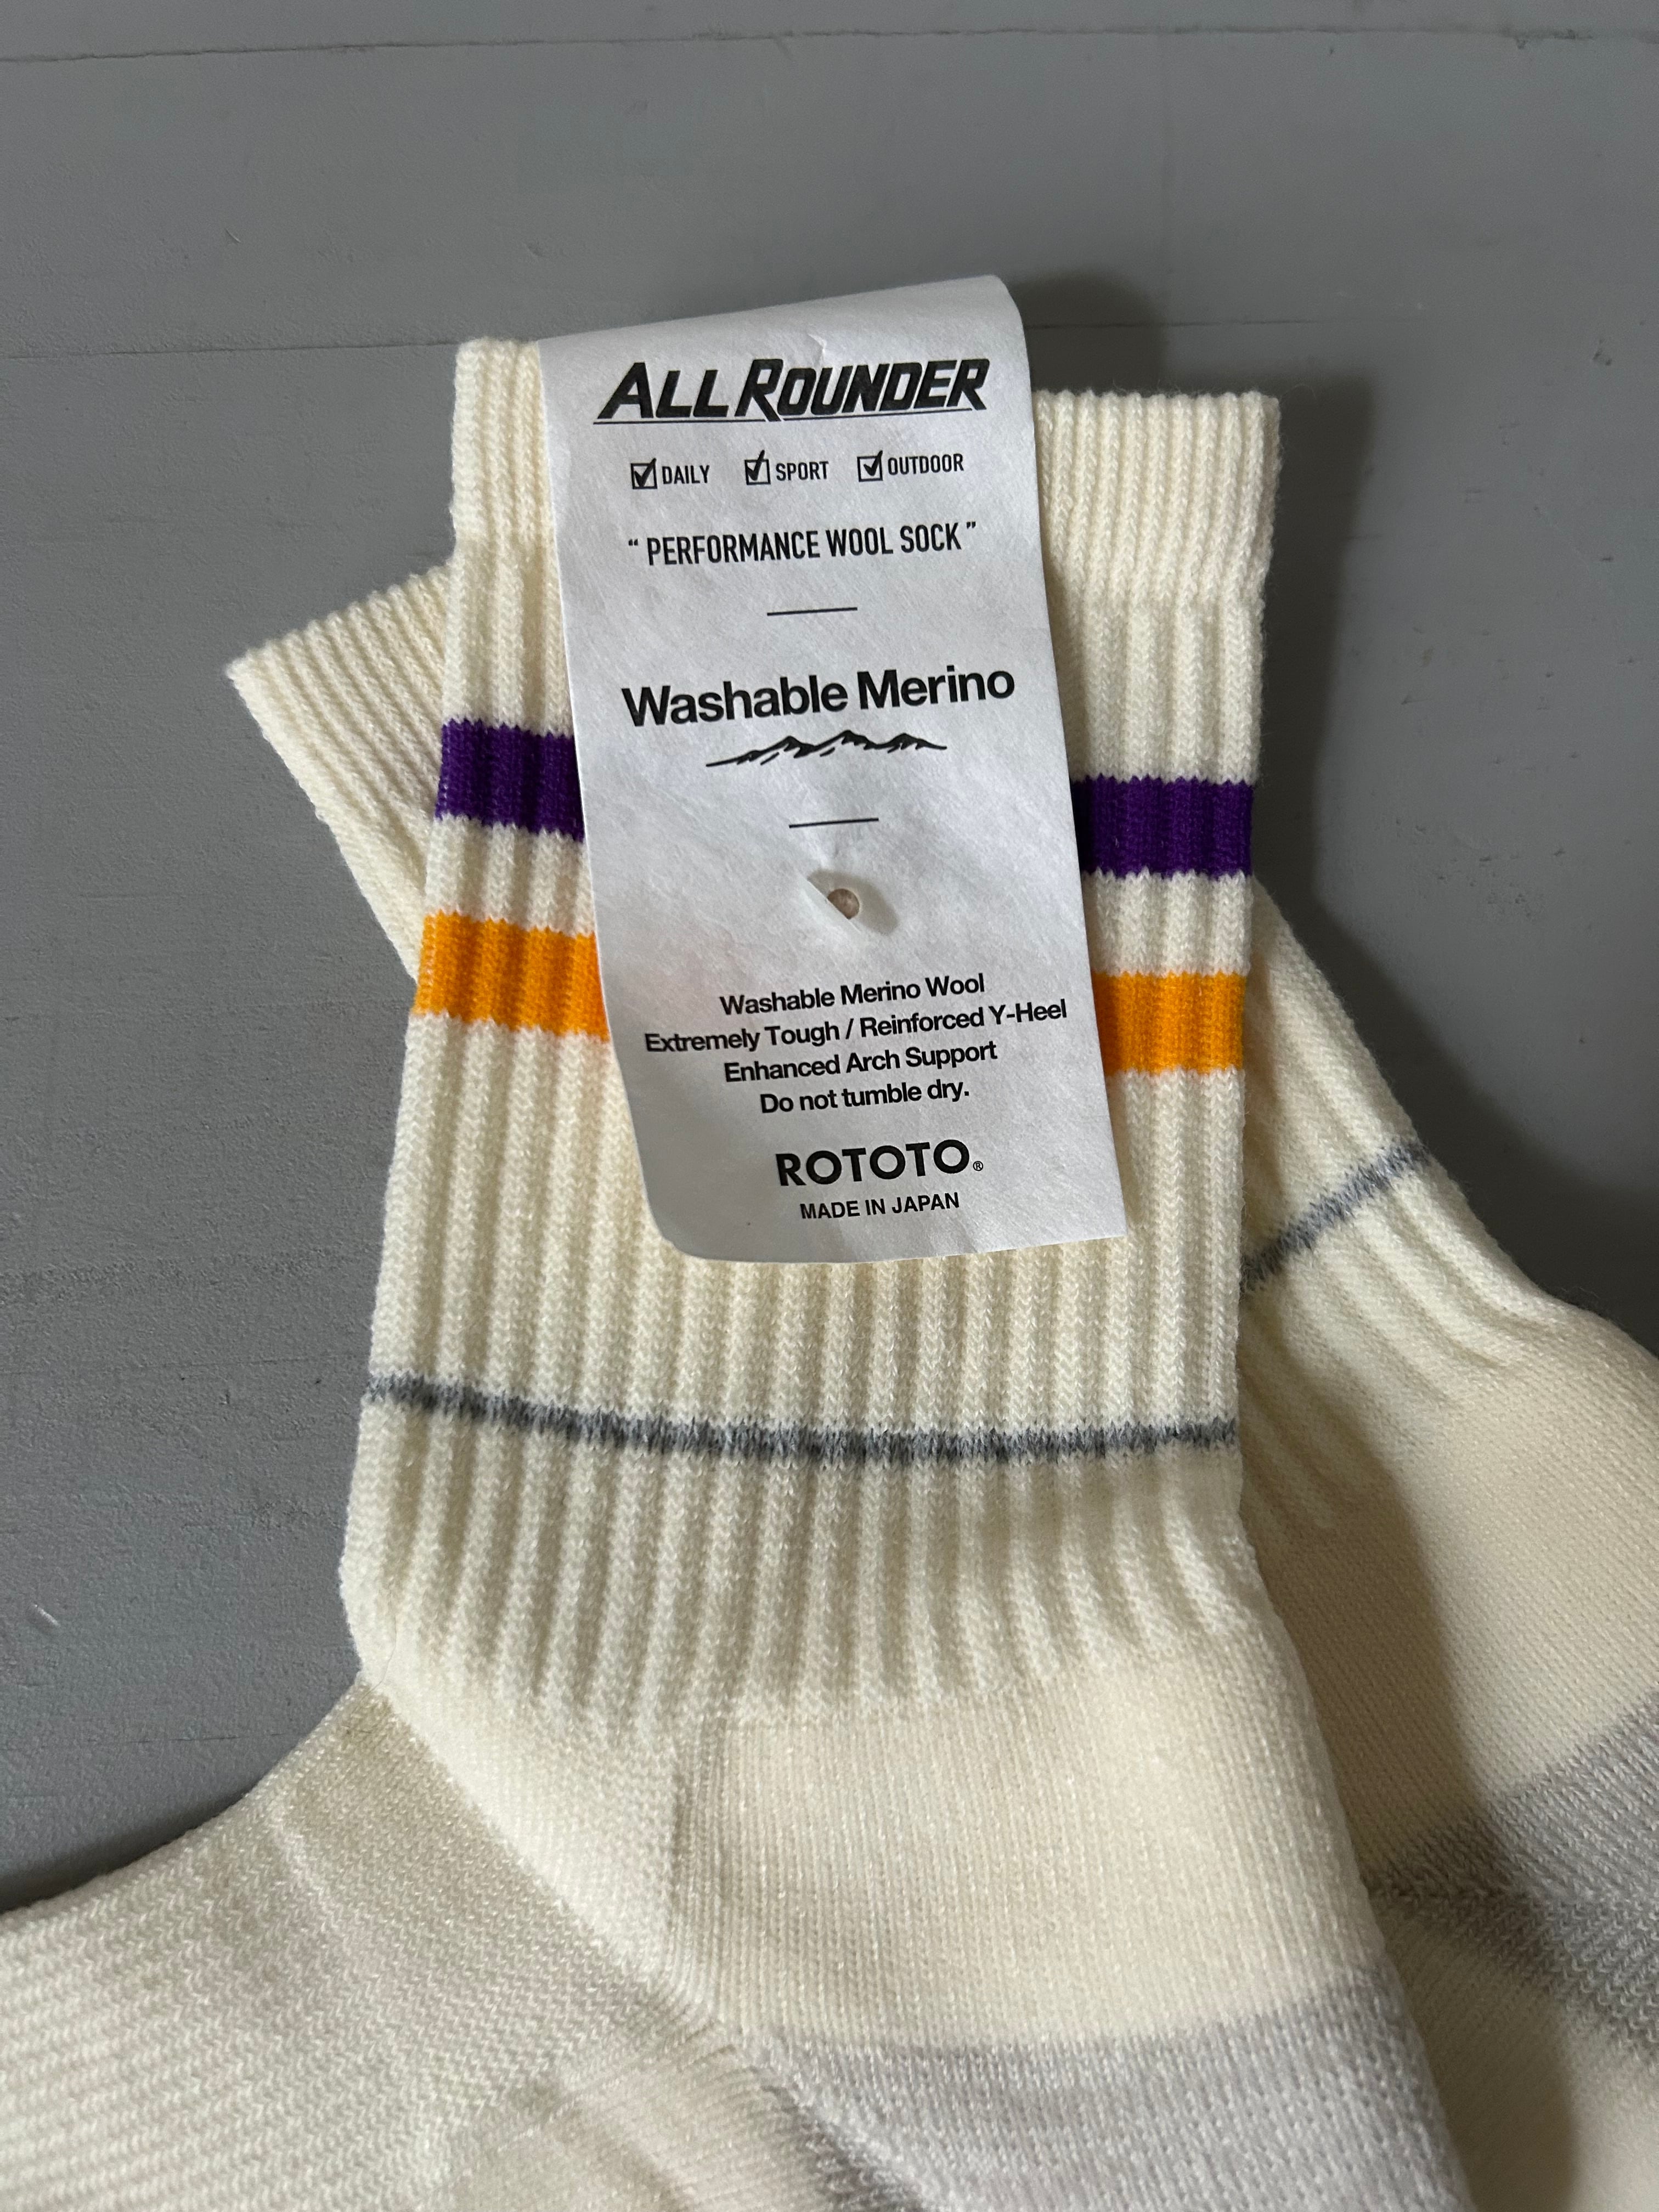 ALL ROUNDER
DAILY SPORT OUTDOOR
“ PERFORMANCE WOOL SOCK ”
Washable Merino
Washable Merino Wool
Extremely Tough / Reinforced Y-Heel
Enhanced Arch Support
Do not tumble dry.
ROTOTO®
MADE IN JAPAN